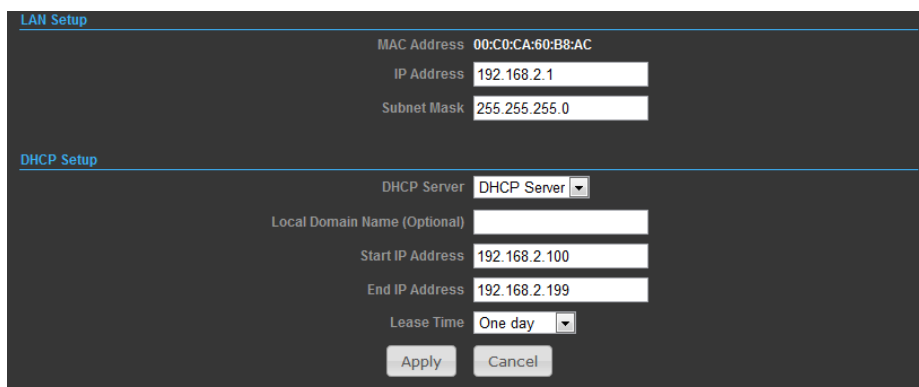 LAN Setup
MAC Address 00:C0:CA:60:B8:AC
IP Address 192.168.2.1
Subnet Mask 255.255.255.0
DHCP Setup
DHCP Server DHCP Server
Local Domain Name (Optional)
Start IP Address 192.168.2.100
End IP Address 192.168.2.199
Lease Time One day
Apply Cancel